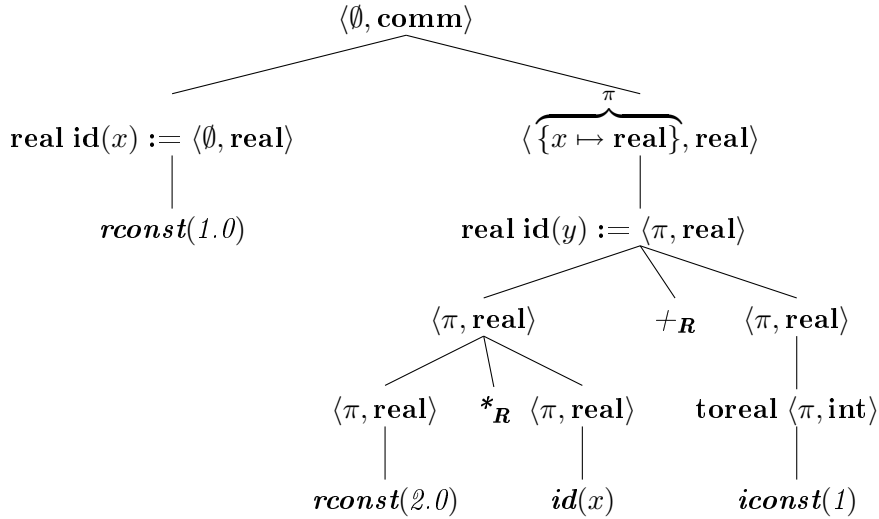 ⟨∅, comm⟩
π
real id(x) := ⟨∅, real⟩ ⟨{x ↦ real}, real⟩
rconst(1.0) real id(y) := ⟨π, real⟩
⟨π, real⟩ +R ⟨π, real⟩
⟨π, real⟩ *R ⟨π, real⟩ toreal ⟨π, int⟩
rconst(2.0) id(x) iconst(1)